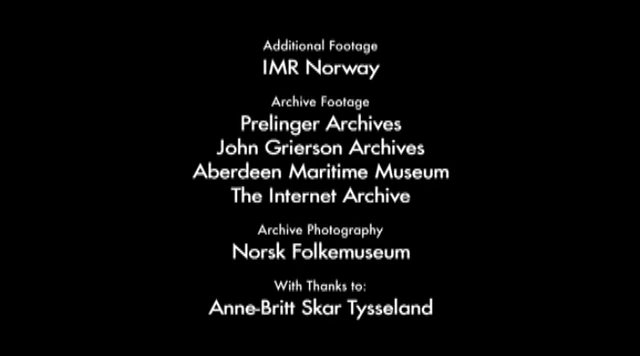 Additional Footage
IMR Norway
Archive Footage
Prelinger Archives
John Grierson Archives
Aberdeen Maritime Museum
The Internet Archive
Archive Photography
Norsk Folkemuseum
With Thanks to:
Anne-Britt Skar Tysseland